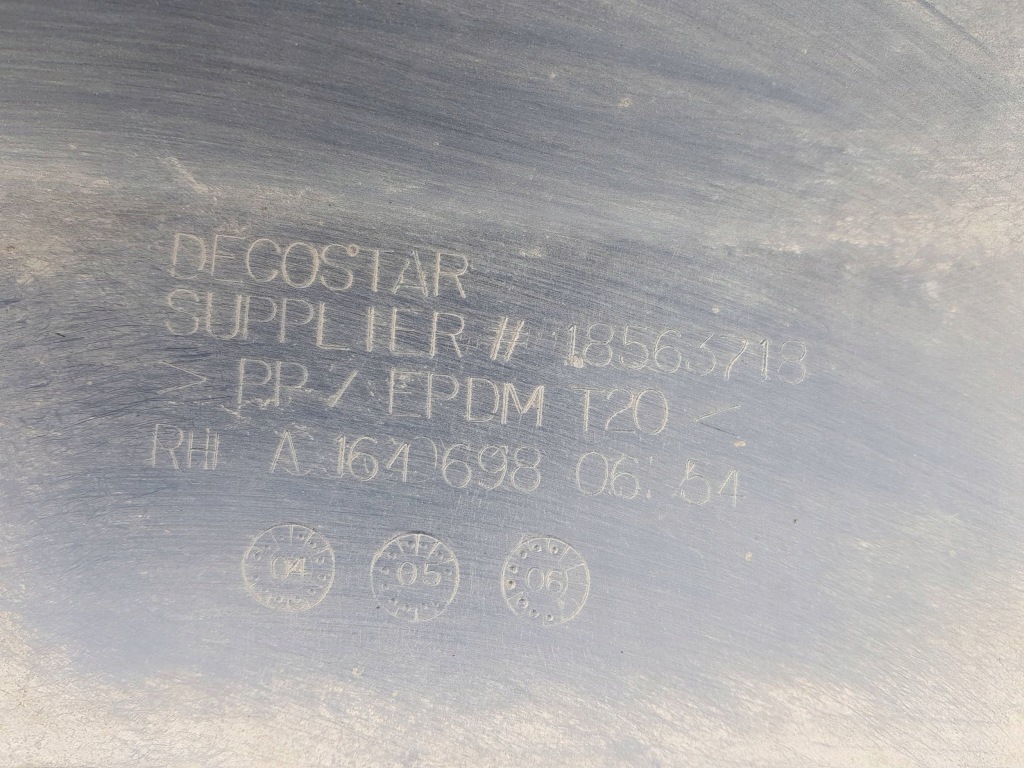 DECOSTAR
SUPPLIER # 18563718
> PP / EPDM T20 <
RH A 164 698 06 54
04 05 06